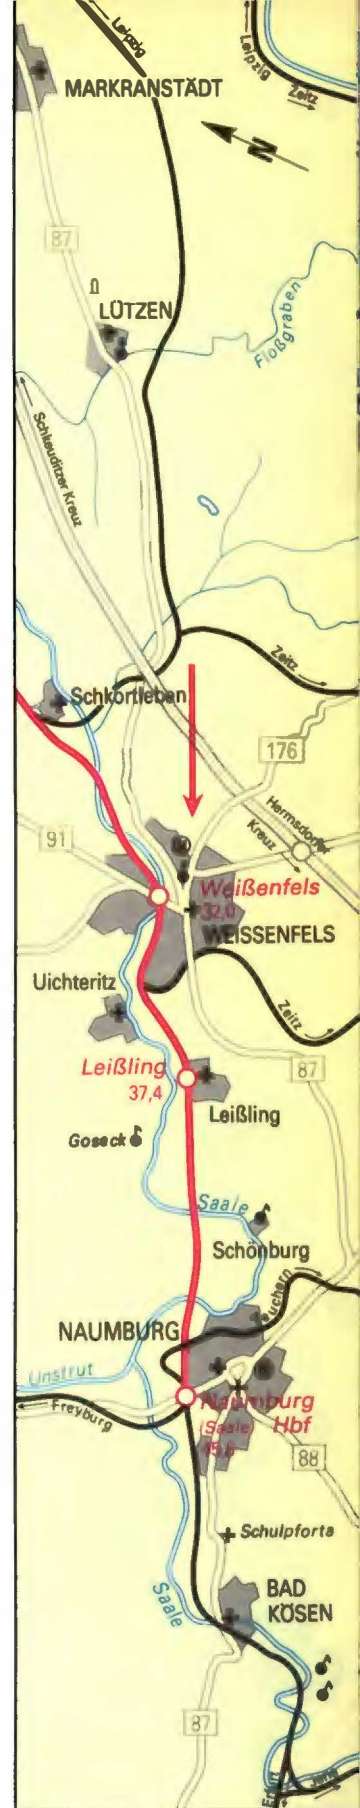 Leipzig
Leipzig
Zeitz
MARKRANSTÄDT
N
87
LÜTZEN
Floßgraben
Schkeuditzer Kreuz
Zeitz
Schkortleben
176
Hermsdorfer
Kreuz
91
Weißenfels
32,0
WEISSENFELS
Uichteritz
Zeitz
Leißling
37,4
87
Leißling
Goseck
Saale
Schönburg
NAUMBURG
Unstrut
Freyburg
Naumburg
(Saale) Hbf
88
Schulpforta
Saale
BAD
KÖSEN
87
Erfurt
Jena